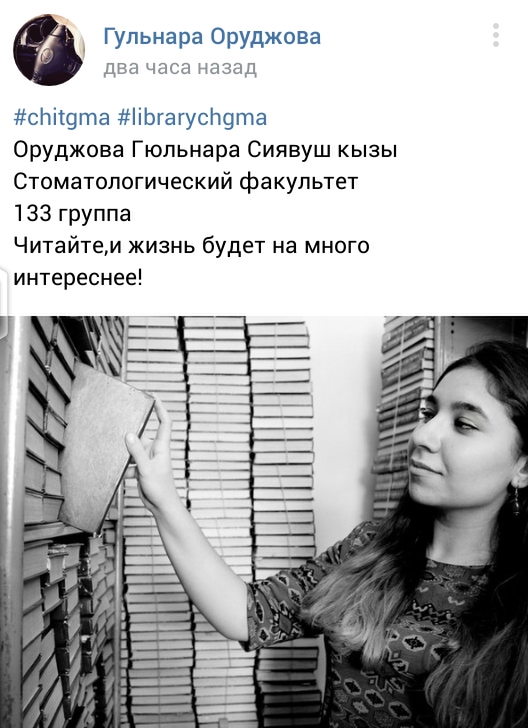 Гульнара Оруджова
два часа назад
#chitgma #librarychgma
Оруджова Гюльнара Сиявуш кызы
Стоматологический факультет
133 группа
Читайте,и жизнь будет на много
интереснее!